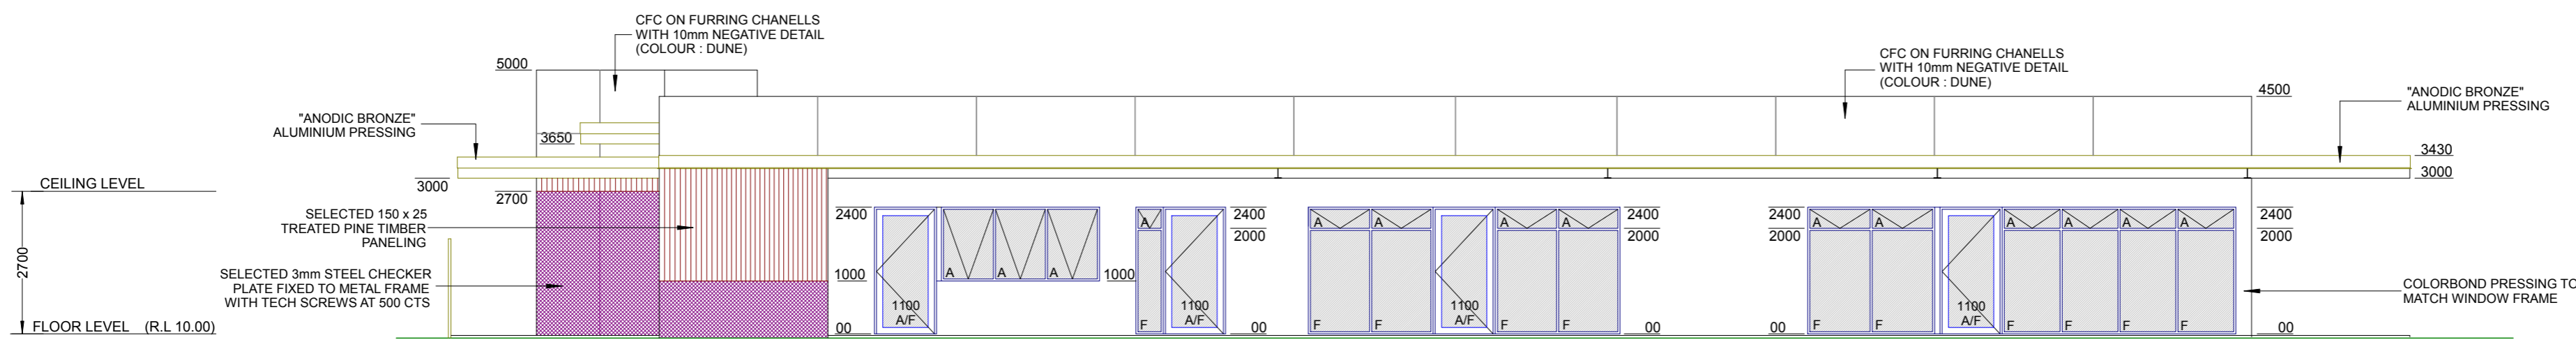 CFC ON FURRING CHANELLS
WITH 10mm NEGATIVE DETAIL
(COLOUR : DUNE)
CFC ON FURRING CHANELLS
WITH 10mm NEGATIVE DETAIL
(COLOUR : DUNE)
5000
4500
"ANODIC BRONZE"
ALUMINIUM PRESSING
"ANODIC BRONZE"
ALUMINIUM PRESSING
3650
3430
3000
CEILING LEVEL
3000
2700
SELECTED 150 x 25
TREATED PINE TIMBER
PANELING
2700
SELECTED 3mm STEEL CHECKER
PLATE FIXED TO METAL FRAME
WITH TECH SCREWS AT 500 CTS
FLOOR LEVEL (R.L 10.00)
2400
1000
00
1100
A/F
A A A
1000
A
F
1100
A/F
2400
2000
00
A A A A
F F F F
1100
A/F
2400
2000
00
2400
2000
00
A A A A A A
F F F F F F
1100
A/F
2400
2000
00
COLORBOND PRESSING TO
MATCH WINDOW FRAME